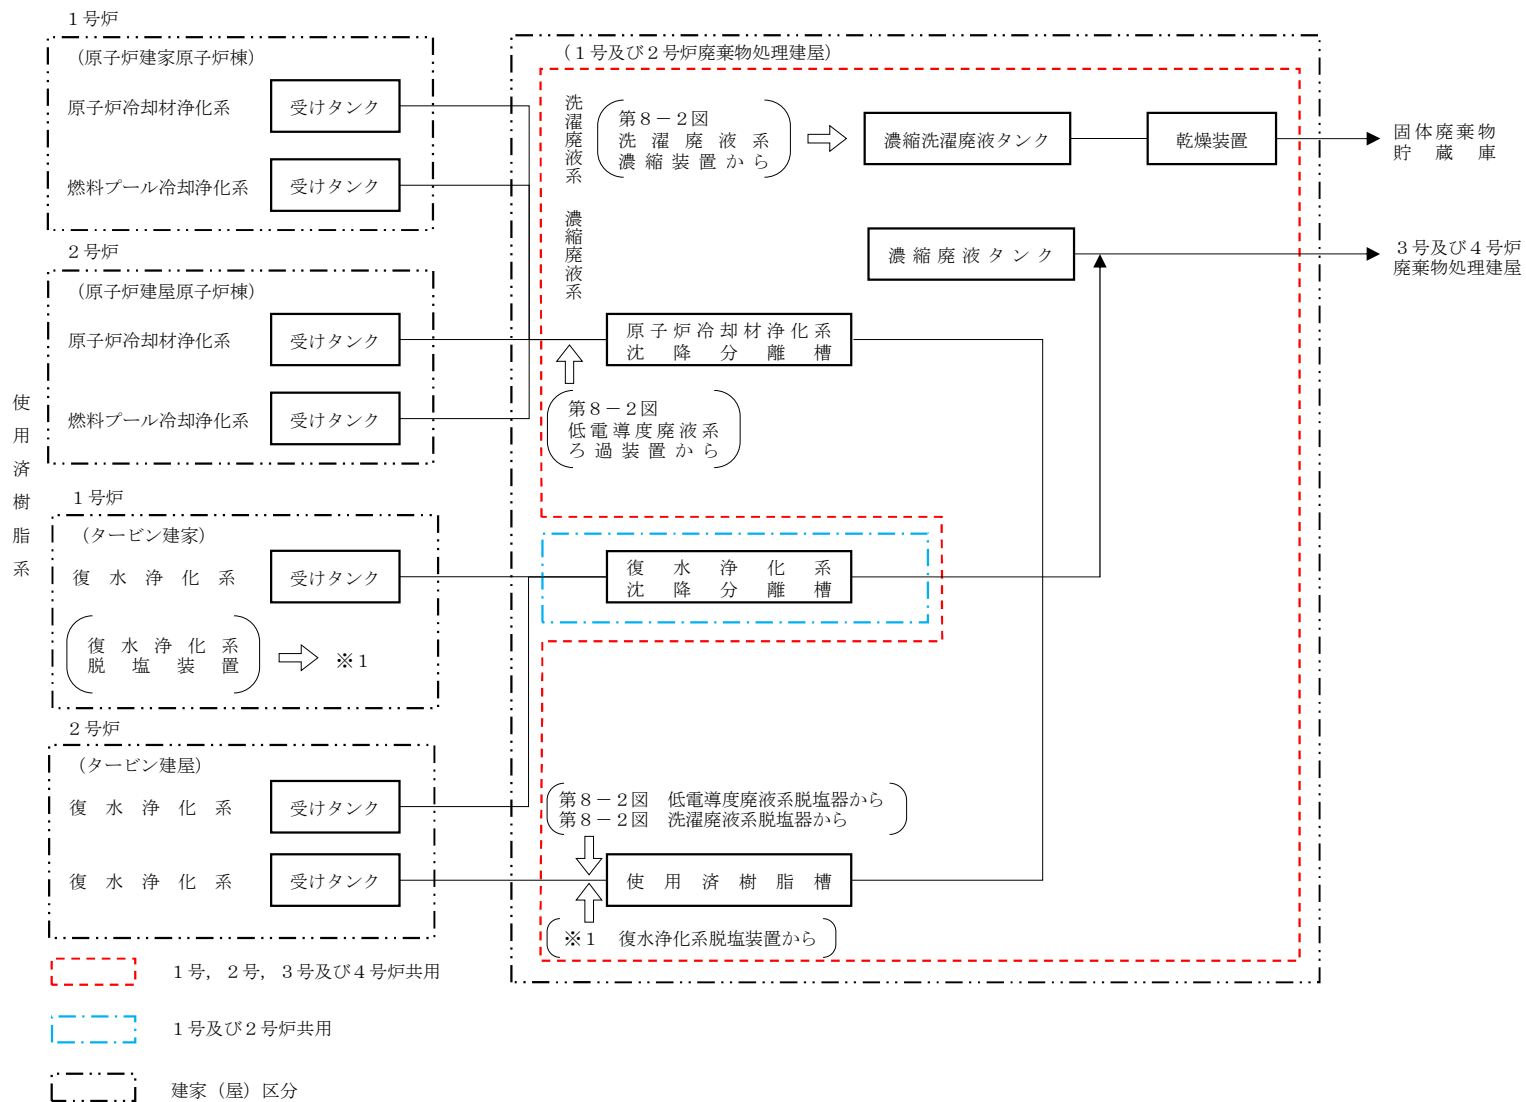 1号炉
(原子炉建家原子炉棟)
原子炉冷却材浄化系
受けタンク
燃料プール冷却浄化系
受けタンク
2号炉
(原子炉建屋原子炉棟)
原子炉冷却材浄化系
受けタンク
燃料プール冷却浄化系
受けタンク
使用済樹脂系
1号炉
(タービン建家)
復水浄化系
受けタンク
復水浄化系
脱塩装置
※1
2号炉
(タービン建屋)
復水浄化系
受けタンク
復水浄化系
受けタンク
(1号及び2号炉廃棄物処理建屋)
洗濯廃液系
第8-2図
洗濯廃液系
濃縮装置から
濃縮洗濯廃液タンク
乾燥装置
固体廃棄物
貯蔵庫
濃縮廃液系
濃縮廃液タンク
3号及び4号炉
廃棄物処理建屋
原子炉冷却材浄化系
沈降分離槽
第8-2図
低電導度廃液系
ろ過装置から
復水浄化系
沈降分離槽
第8-2図 低電導度廃液系脱塩器から
第8-2図 洗濯廃液系脱塩器から
使用済樹脂槽
※1 復水浄化系脱塩装置から
1号, 2号, 3号及び4号炉共用
1号及び2号炉共用
建家(屋)区分